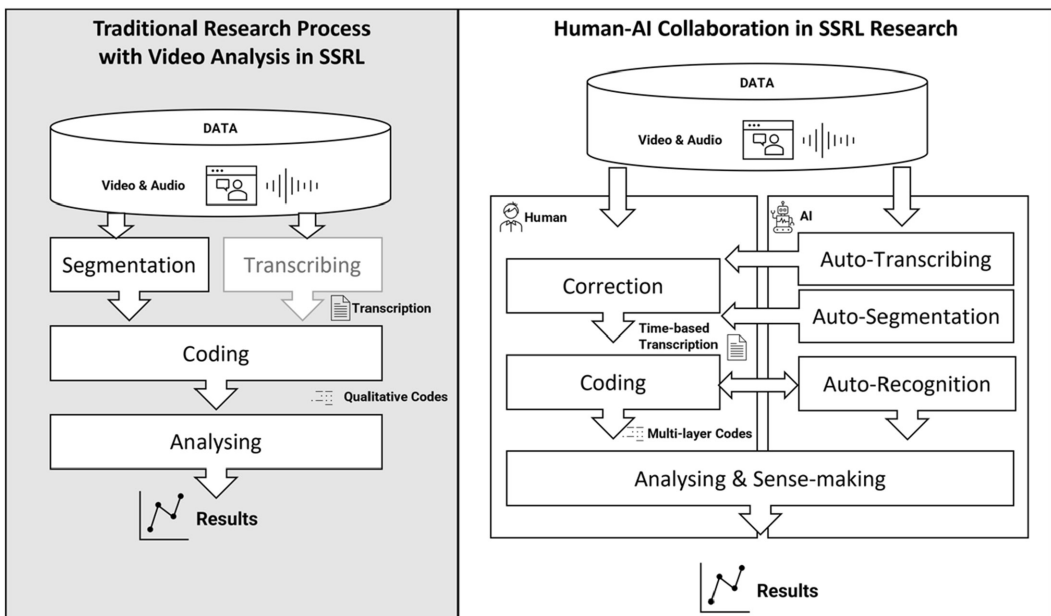 Traditional Research Process
with Video Analysis in SSRL
DATA
Video & Audio
Segmentation
Transcribing
Transcription
Coding
Qualitative Codes
Analysing
Results
Human-AI Collaboration in SSRL Research
DATA
Video & Audio
Human
AI
Auto-Transcribing
Correction
Auto-Segmentation
Time-based
Transcription
Coding
Auto-Recognition
Multi-layer Codes
Analysing & Sense-making
Results